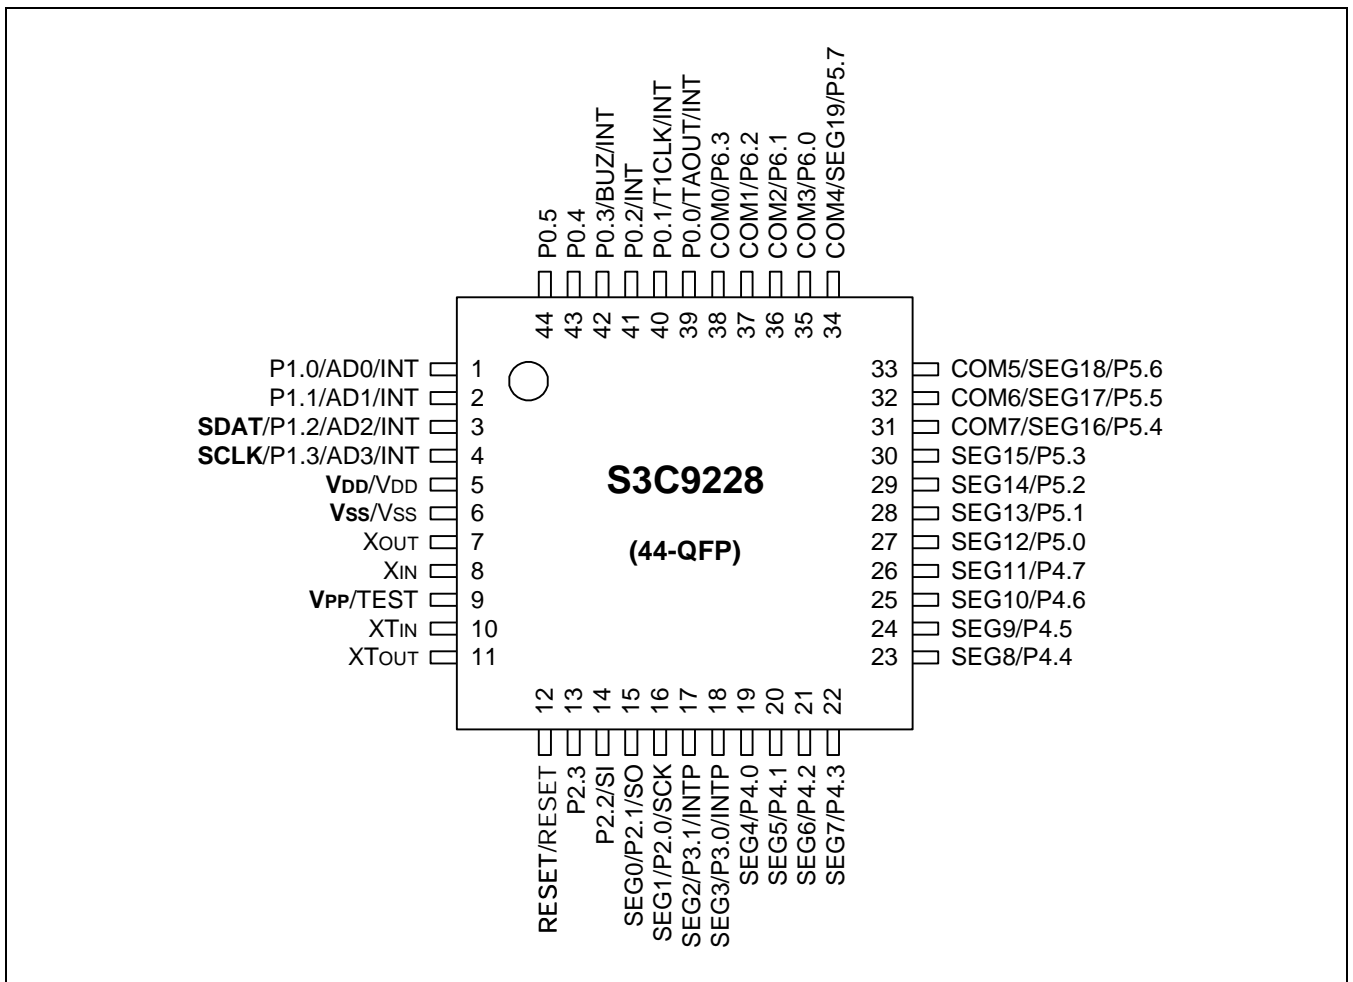 P0.5
P0.4
P0.3/BUZ/INT
P0.2/INT
P0.1/T1CLK/INT
P0.0/TAOUT/INT
COM0/P6.3
COM1/P6.2
COM2/P6.1
COM3/P6.0
COM4/SEG19/P5.7
44
43
42
41
40
39
38
37
36
35
34
P1.0/AD0/INT 1
P1.1/AD1/INT 2
SDAT/P1.2/AD2/INT 3
SCLK/P1.3/AD3/INT 4
VDD/VDD 5
VSS/VSS 6
XOUT 7
XIN 8
VPP/TEST 9
XTIN 10
XTOUT 11
S3C9228
(44-QFP)
33 COM5/SEG18/P5.6
32 COM6/SEG17/P5.5
31 COM7/SEG16/P5.4
30 SEG15/P5.3
29 SEG14/P5.2
28 SEG13/P5.1
27 SEG12/P5.0
26 SEG11/P4.7
25 SEG10/P4.6
24 SEG9/P4.5
23 SEG8/P4.4
12
13
14
15
16
17
18
19
20
21
22
RESET/RESET
P2.3
P2.2/SI
SEG0/P2.1/SO
SEG1/P2.0/SCK
SEG2/P3.1/INTP
SEG3/P3.0/INTP
SEG4/P4.0
SEG5/P4.1
SEG6/P4.2
SEG7/P4.3